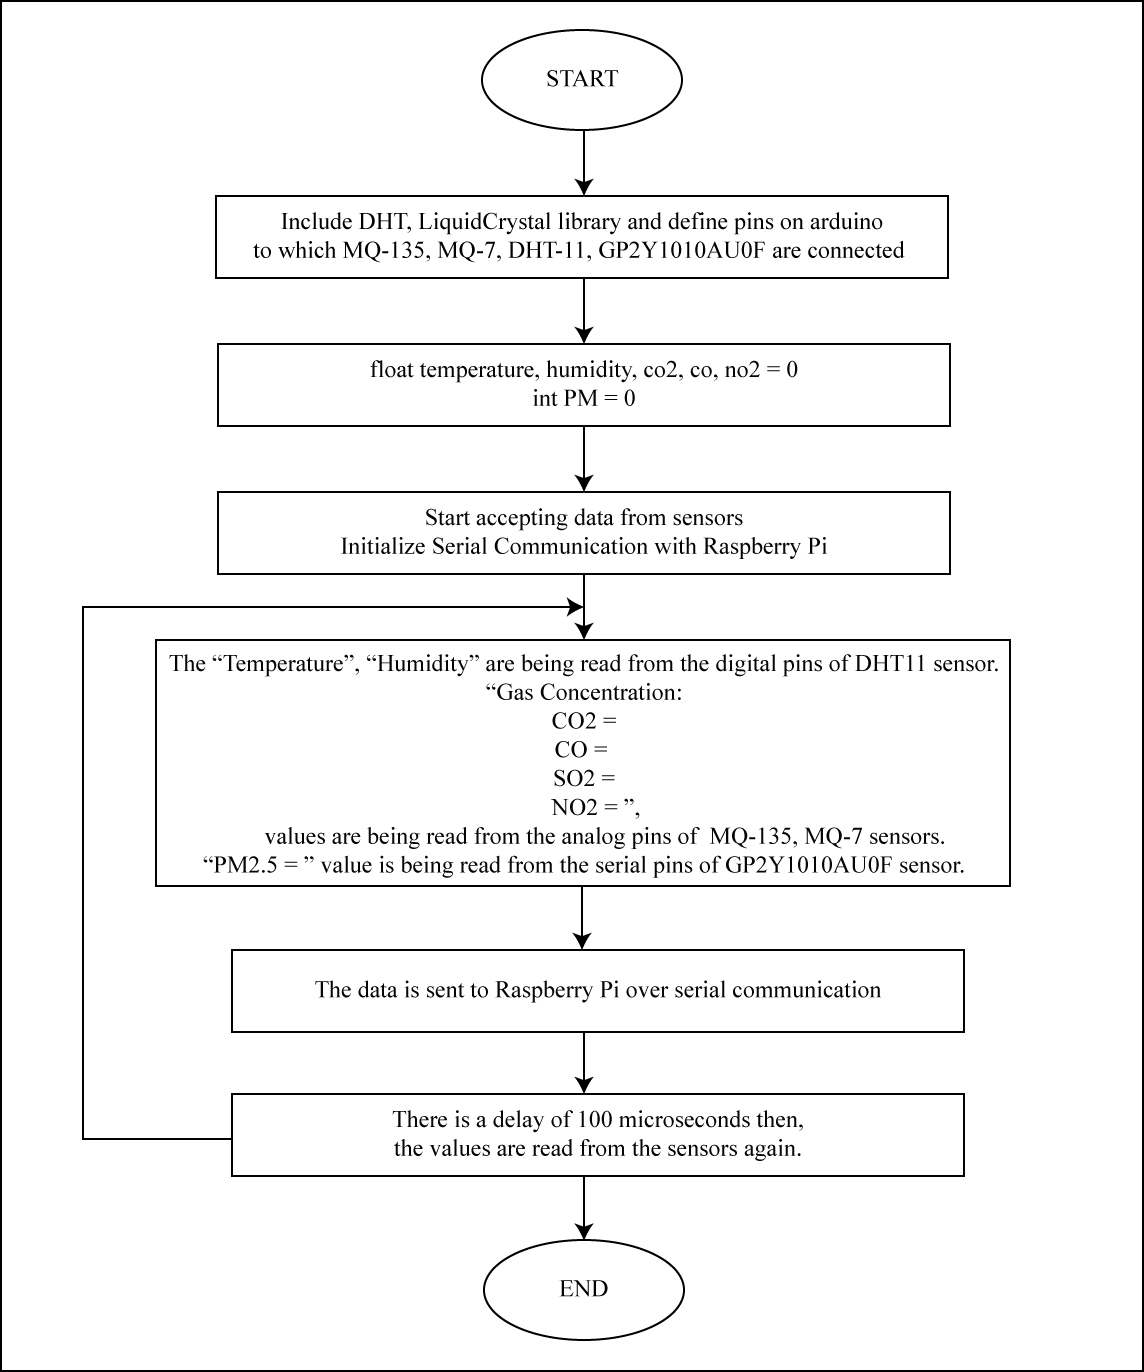 START
Include DHT, LiquidCrystal library and define pins on arduino
to which MQ-135, MQ-7, DHT-11, GP2Y1010AU0F are connected
float temperature, humidity, co2, co, no2 = 0
int PM = 0
Start accepting data from sensors
Initialize Serial Communication with Raspberry Pi
The “Temperature”, “Humidity” are being read from the digital pins of DHT11 sensor.
“Gas Concentration:
CO2 =
CO =
SO2 =
NO2 = ”,
values are being read from the analog pins of  MQ-135, MQ-7 sensors.
“PM2.5 = ” value is being read from the serial pins of GP2Y1010AU0F sensor.
The data is sent to Raspberry Pi over serial communication
There is a delay of 100 microseconds then,
the values are read from the sensors again.
END